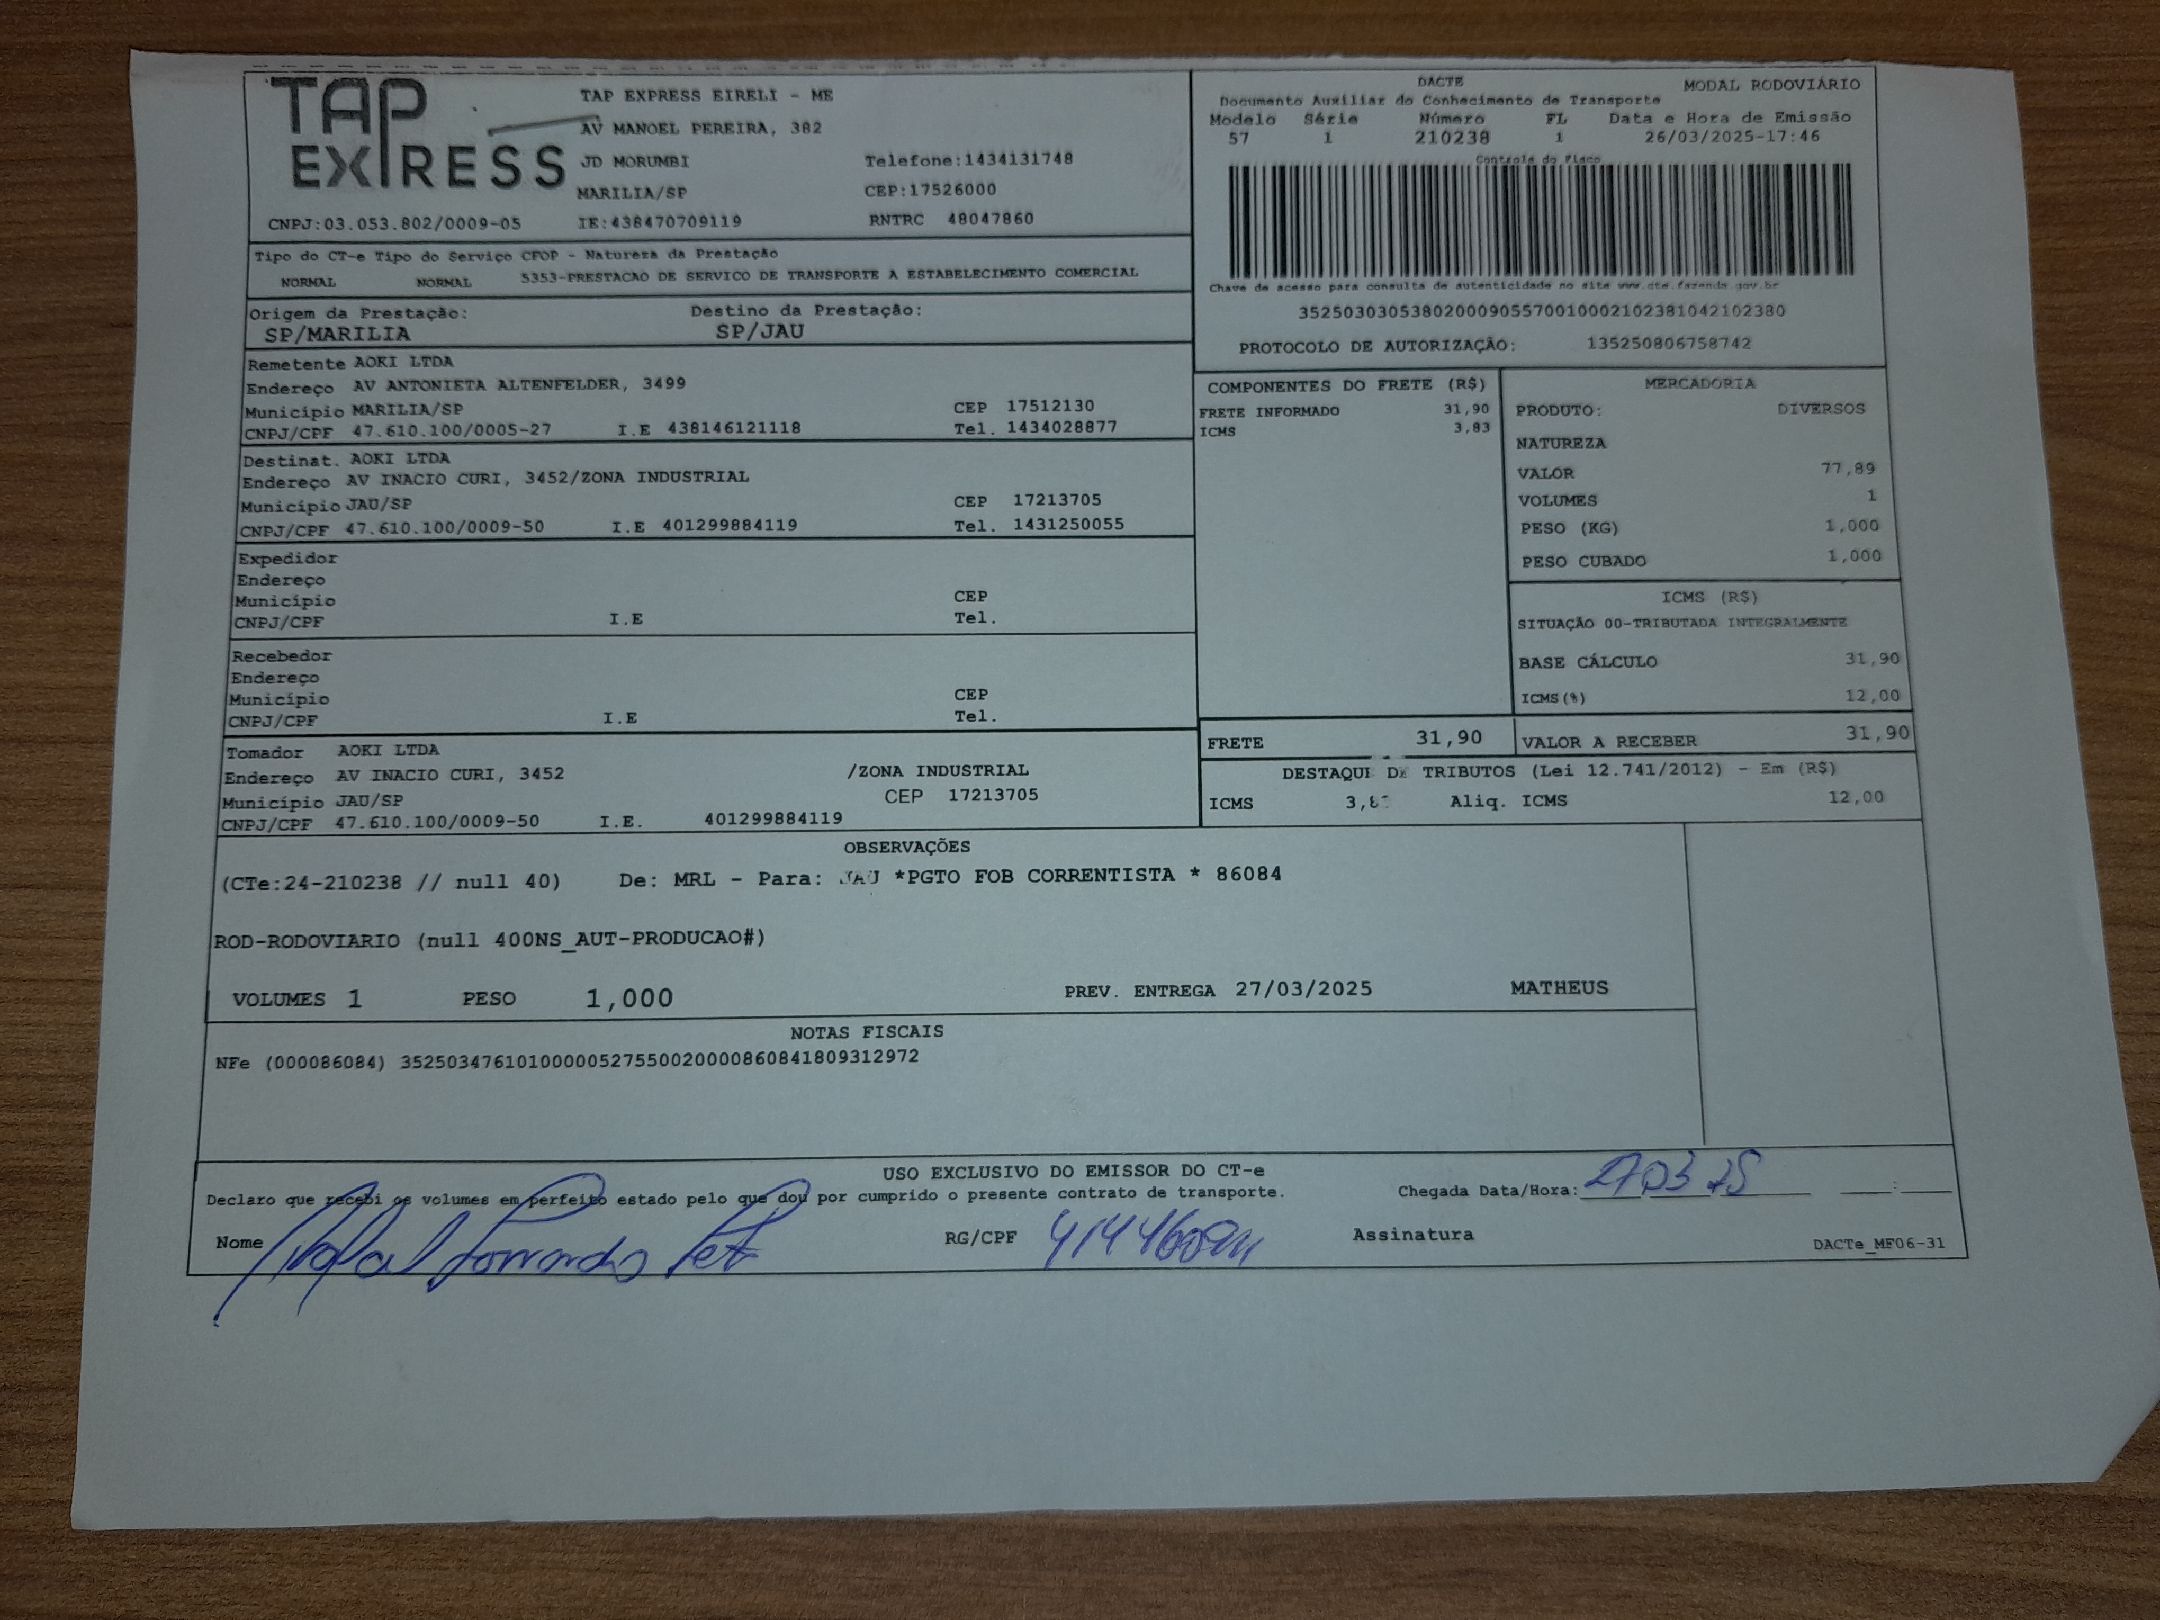 TAP EXPRESS
TAP EXPRESS EIRELI - ME
AV MANOEL PEREIRA, 382
JD MORUMBI Telefone:1434131748
MARILIA/SP CEP:17526000
CNPJ:03.053.802/0009-05 IE:438470709119 RNTRC 48047860
DACTE MODAL RODOVIÁRIO
Documento Auxiliar do Conhecimento de Transporte
Modelo Série Número FL Data e Hora de Emissão
57 1 210238 1 26/03/2025-17:46
Controle do Fisco
Chave de acesso para consulta de autenticidade no site www.cte.fazenda.gov.br
35250303053802000905570010002102381042102380
PROTOCOLO DE AUTORIZAÇÃO: 135250806758742
Tipo do CT-e Tipo do Serviço CFOP - Natureza da Prestação
NORMAL NORMAL 5353-PRESTACAO DE SERVICO DE TRANSPORTE A ESTABELECIMENTO COMERCIAL
Origem da Prestação: Destino da Prestação:
SP/MARILIA SP/JAU
Remetente AOKI LTDA
Endereço AV ANTONIETA ALTENFELDER, 3499
Município MARILIA/SP CEP 17512130
CNPJ/CPF 47.610.100/0005-27 I.E 438146121118 Tel. 1434028877
Destinat. AOKI LTDA
Endereço AV INACIO CURI, 3452/ZONA INDUSTRIAL
Município JAU/SP CEP 17213705
CNPJ/CPF 47.610.100/0009-50 I.E 401299884119 Tel. 1431250055
Expedidor
Endereço
Município CEP
CNPJ/CPF I.E Tel.
Recebedor
Endereço
Município CEP
CNPJ/CPF I.E Tel.
Tomador AOKI LTDA
Endereço AV INACIO CURI, 3452 /ZONA INDUSTRIAL
Município JAU/SP CEP 17213705
CNPJ/CPF 47.610.100/0009-50 I.E. 401299884119
COMPONENTES DO FRETE (R$)
FRETE INFORMADO 31,90
ICMS 3,83
MERCADORIA
PRODUTO: DIVERSOS
NATUREZA
VALOR 77,89
VOLUMES 1
PESO (KG) 1,000
PESO CUBADO 1,000
ICMS (R$)
SITUAÇÃO 00-TRIBUTADA INTEGRALMENTE
BASE CÁLCULO 31,90
ICMS(%) 12,00
FRETE 31,90 VALOR A RECEBER 31,90
DESTAQUE DE TRIBUTOS (Lei 12.741/2012) - Em (R$)
ICMS 3,83 Aliq. ICMS 12,00
OBSERVAÇÕES
(CTe:24-210238 // null 40) De: MRL - Para: JAU *PGTO FOB CORRENTISTA * 86084
ROD-RODOVIARIO (null 400NS_AUT-PRODUCAO#)
VOLUMES 1 PESO 1,000 PREV. ENTREGA 27/03/2025 MATHEUS
NOTAS FISCAIS
NFe (000086084) 35250347610100000527550020000860841809312972
USO EXCLUSIVO DO EMISSOR DO CT-e
Declaro que recebi os volumes em perfeito estado pelo que dou por cumprido o presente contrato de transporte. Chegada Data/Hora: 27 03 25 :
Nome RG/CPF Assinatura DACTe_MF06-31